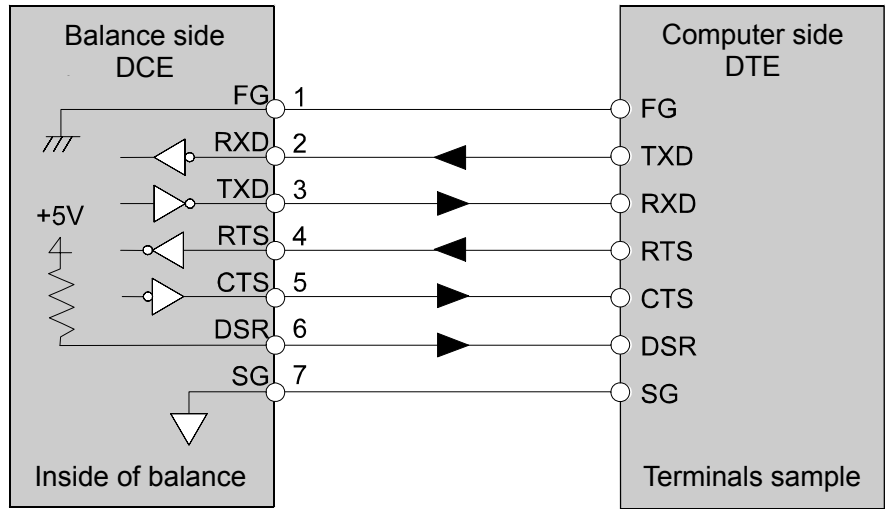 Balance side
DCE
Computer side
DTE
FG 1 FG
RXD 2 TXD
TXD 3 RXD
+5V
RTS 4 RTS
CTS 5 CTS
DSR 6 DSR
SG 7 SG
Inside of balance
Terminals sample